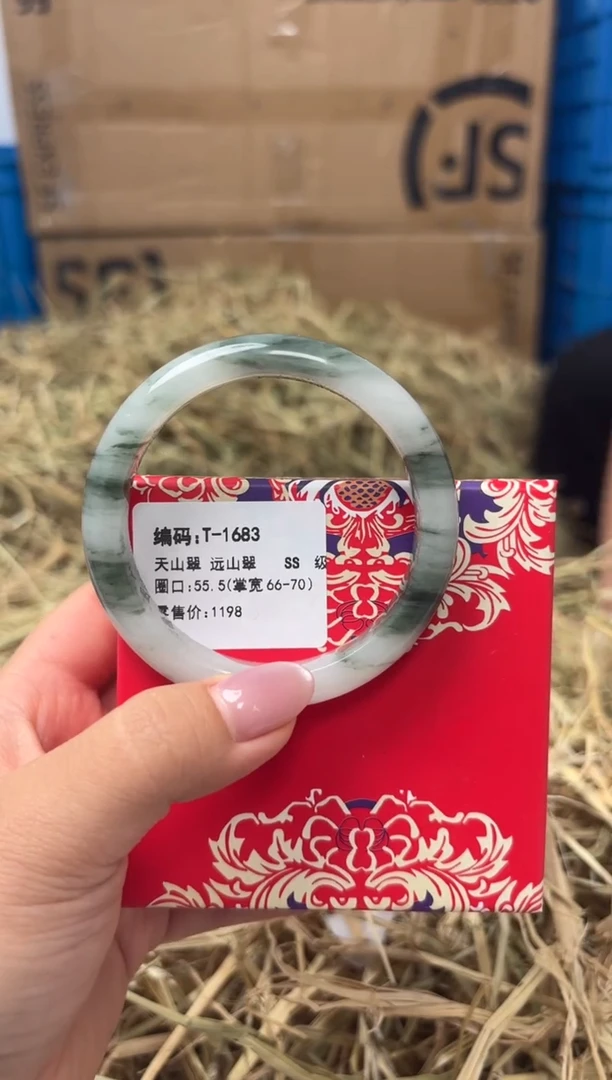 SF
编码:T-1683
天山翠 远山翠 SS 级
圈口:55.5(掌宽66-70)
零售价:1198